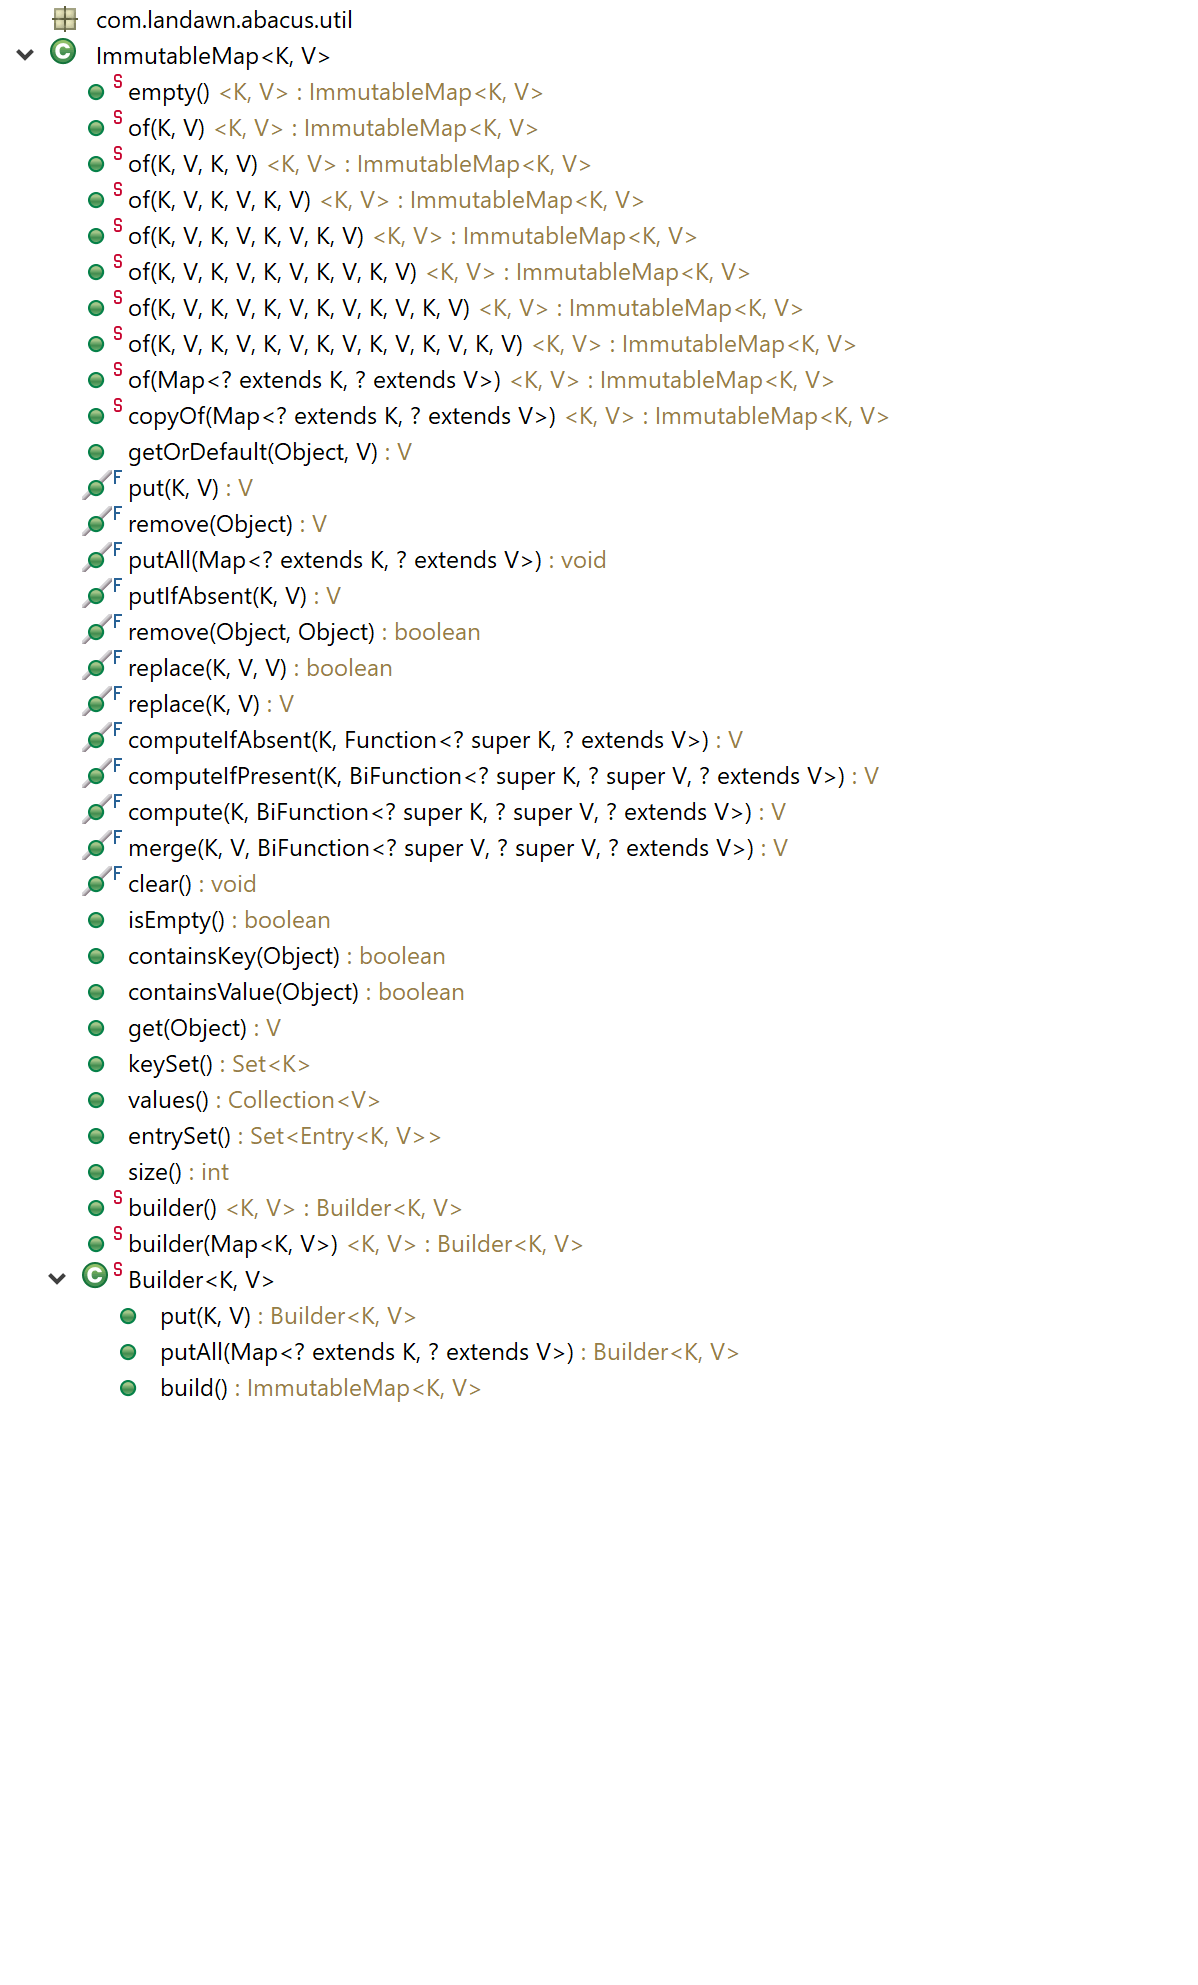 com.landawn.abacus.util
ImmutableMap<K, V>
S empty() <K, V> : ImmutableMap<K, V>
S of(K, V) <K, V> : ImmutableMap<K, V>
S of(K, V, K, V) <K, V> : ImmutableMap<K, V>
S of(K, V, K, V, K, V) <K, V> : ImmutableMap<K, V>
S of(K, V, K, V, K, V, K, V) <K, V> : ImmutableMap<K, V>
S of(K, V, K, V, K, V, K, V, K, V) <K, V> : ImmutableMap<K, V>
S of(K, V, K, V, K, V, K, V, K, V, K, V) <K, V> : ImmutableMap<K, V>
S of(K, V, K, V, K, V, K, V, K, V, K, V, K, V) <K, V> : ImmutableMap<K, V>
S of(Map<? extends K, ? extends V>) <K, V> : ImmutableMap<K, V>
S copyOf(Map<? extends K, ? extends V>) <K, V> : ImmutableMap<K, V>
getOrDefault(Object, V) : V
F put(K, V) : V
F remove(Object) : V
F putAll(Map<? extends K, ? extends V>) : void
F putIfAbsent(K, V) : V
F remove(Object, Object) : boolean
F replace(K, V, V) : boolean
F replace(K, V) : V
F computeIfAbsent(K, Function<? super K, ? extends V>) : V
F computeIfPresent(K, BiFunction<? super K, ? super V, ? extends V>) : V
F compute(K, BiFunction<? super K, ? super V, ? extends V>) : V
F merge(K, V, BiFunction<? super V, ? super V, ? extends V>) : V
F clear() : void
isEmpty() : boolean
containsKey(Object) : boolean
containsValue(Object) : boolean
get(Object) : V
keySet() : Set<K>
values() : Collection<V>
entrySet() : Set<Entry<K, V>>
size() : int
S builder() <K, V> : Builder<K, V>
S builder(Map<K, V>) <K, V> : Builder<K, V>
S Builder<K, V>
put(K, V) : Builder<K, V>
putAll(Map<? extends K, ? extends V>) : Builder<K, V>
build() : ImmutableMap<K, V>